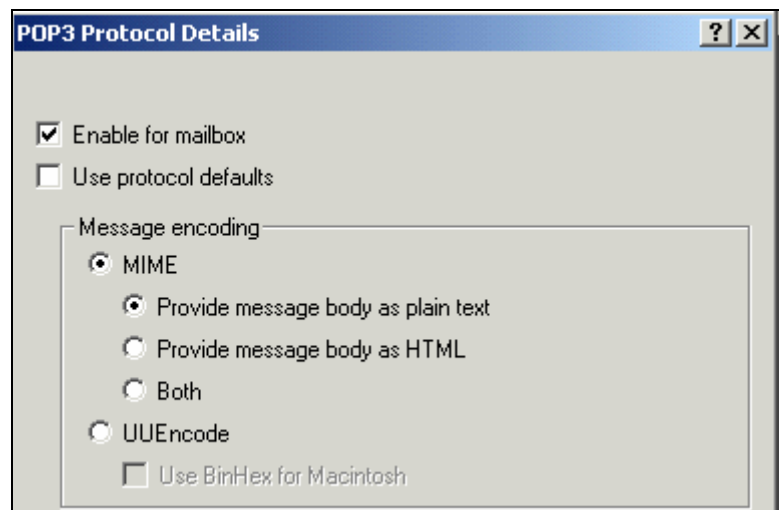 POP3 Protocol Details
Enable for mailbox
Use protocol defaults
Message encoding
MIME
Provide message body as plain text
Provide message body as HTML
Both
UUEncode
Use BinHex for Macintosh